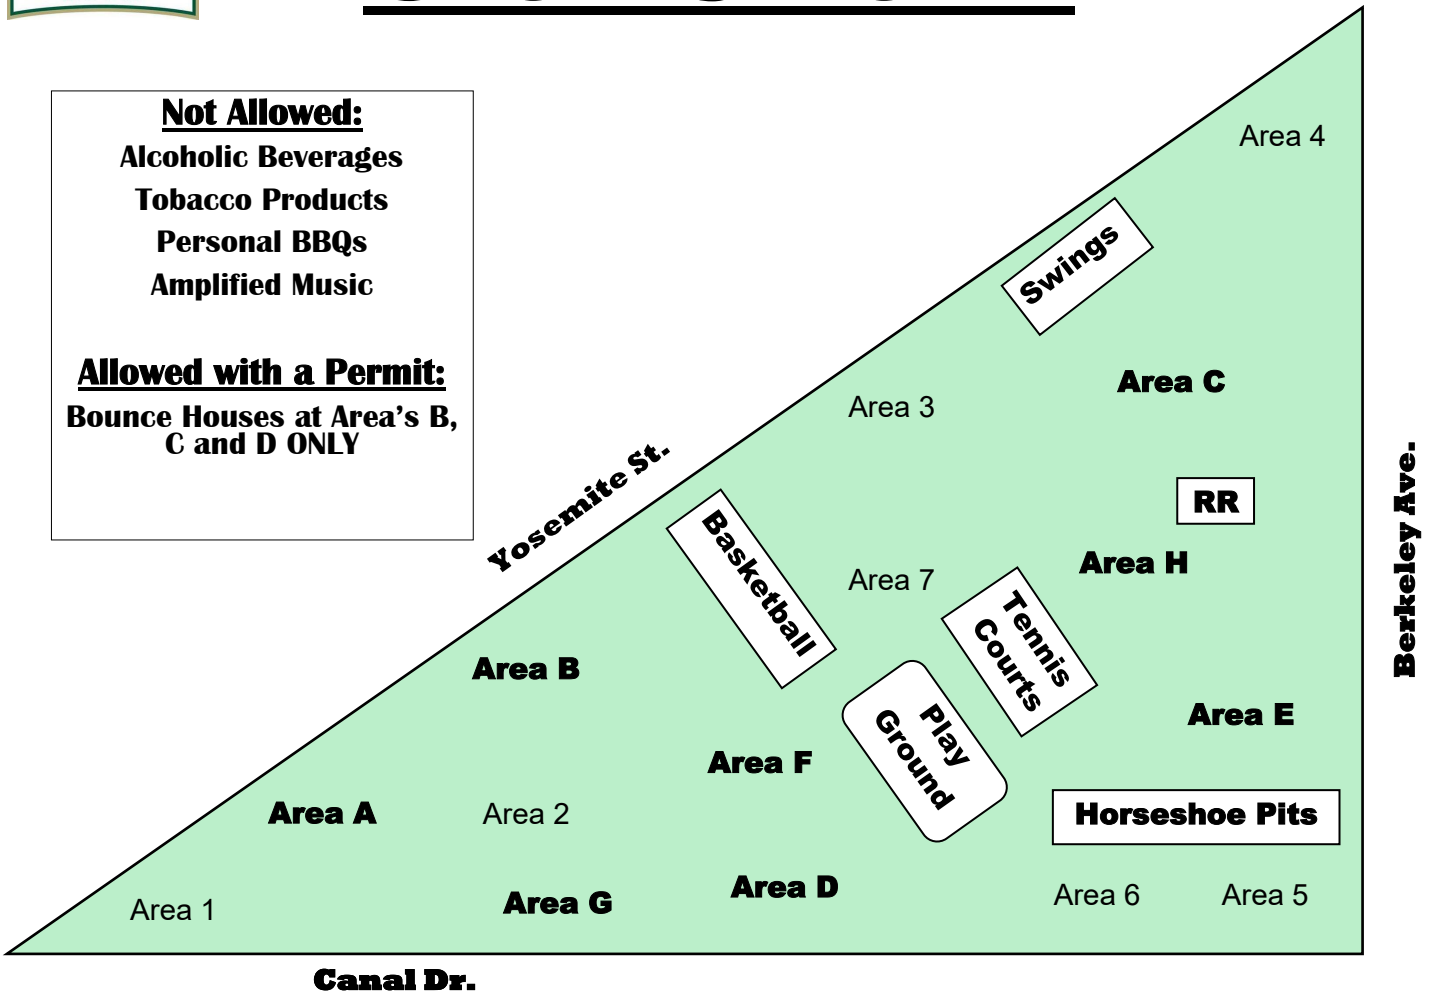 Not Allowed:
Alcoholic Beverages
Tobacco Products
Personal BBQs
Amplified Music
Allowed with a Permit:
Bounce Houses at Area’s B,
C and D ONLY
Area 4
Swings
Area C
Area 3
Yosemite St.
Berkeley Ave.
RR
Basketball
Area H
Area 7
Tennis
Courts
Area B
Area E
Play
Ground
Area F
Area A
Area 2
Horseshoe Pits
Area D
Area 6
Area 5
Area G
Area 1
Canal Dr.